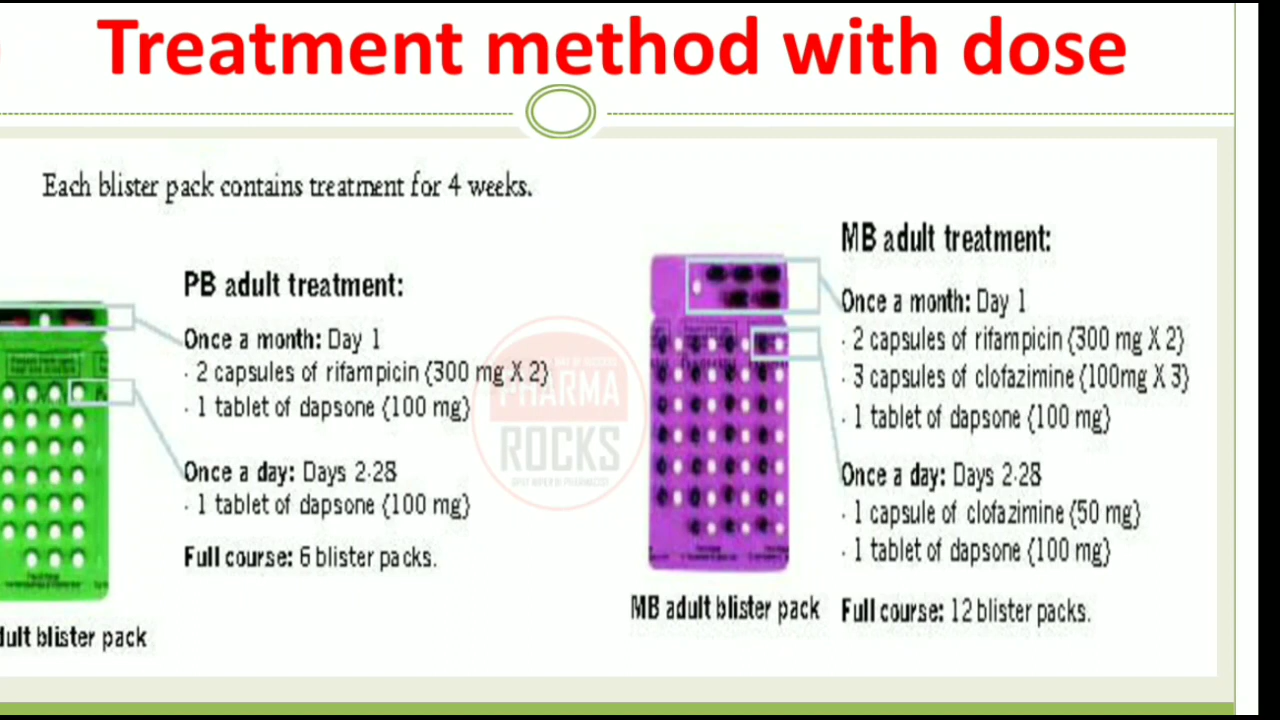 Treatment method with dose
Each blister pack contains treatment for 4 weeks.
PB adult treatment:
Once a month: Day 1
· 2 capsules of rifampicin {300 mg X 2}
· 1 tablet of dapsone {100 mg}
Once a day: Days 2-28
· 1 tablet of dapsone {100 mg}
Full course: 6 blister packs.
blister pack
MB adult treatment:
Once a month: Day 1
· 2 capsules of rifampicin {300 mg X 2}
· 3 capsules of clofazimine {100mg X 3}
· 1 tablet of dapsone {100 mg}
Once a day: Days 2-28
· 1 capsule of clofazimine {50 mg}
· 1 tablet of dapsone {100 mg}
Full course: 12 blister packs.
MB adult blister pack
PHARMA
ROCKS